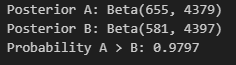 Posterior A: Beta(655, 4379)
Posterior B: Beta(581, 4397)
Probability A > B: 0.9797